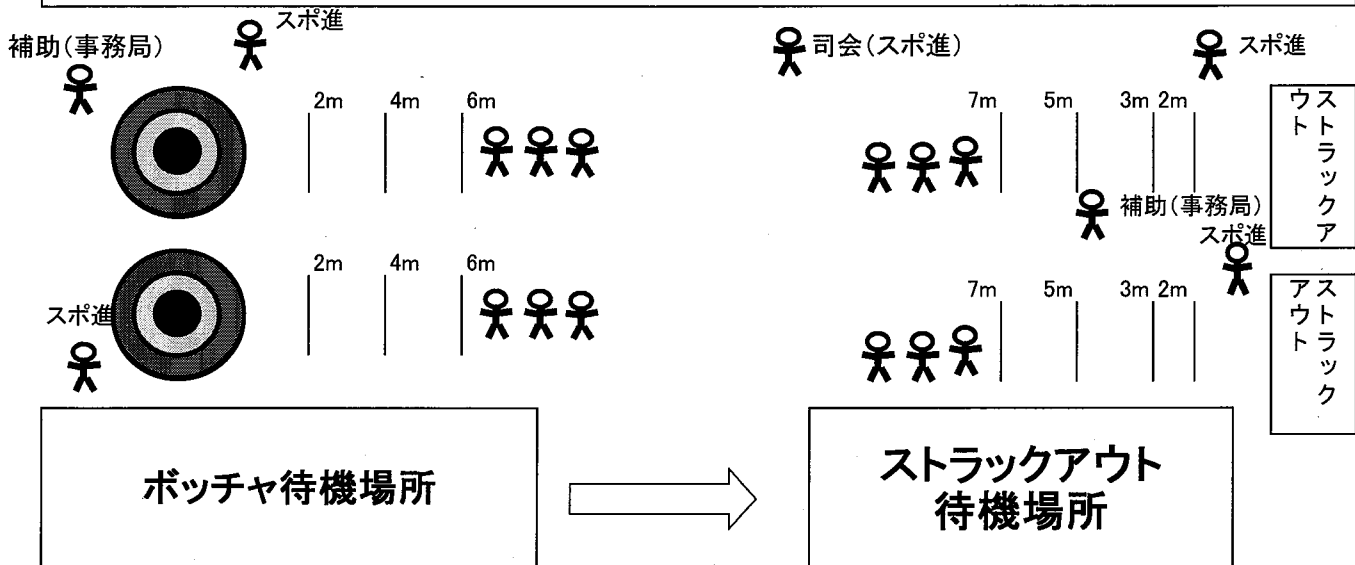 スポ進
補助(事務局)
司会(スポ進)
スポ進
2m 4m 6m
7m 5m 3m 2m
ストラックアウト
補助(事務局)
スポ進
2m 4m 6m
7m 5m 3m 2m
ストラックアウト
スポ進
ボッチャ待機場所
ストラックアウト
待機場所